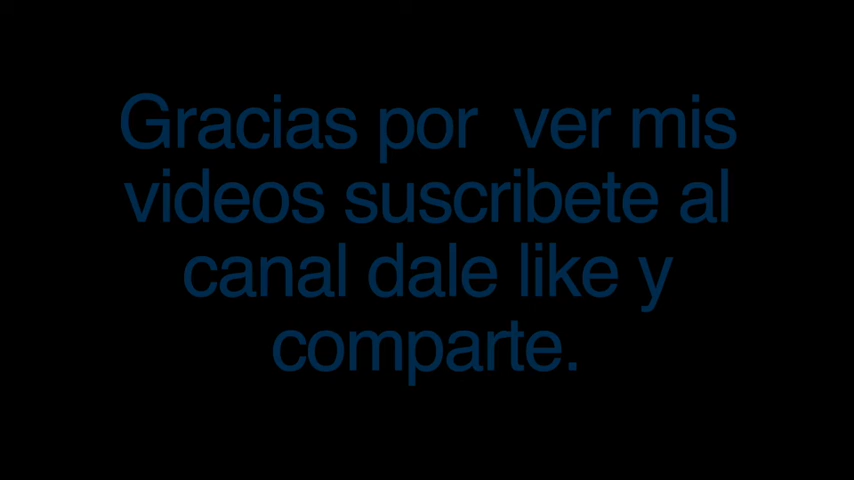 Gracias por ver mis
videos suscribete al
canal dale like y
comparte.